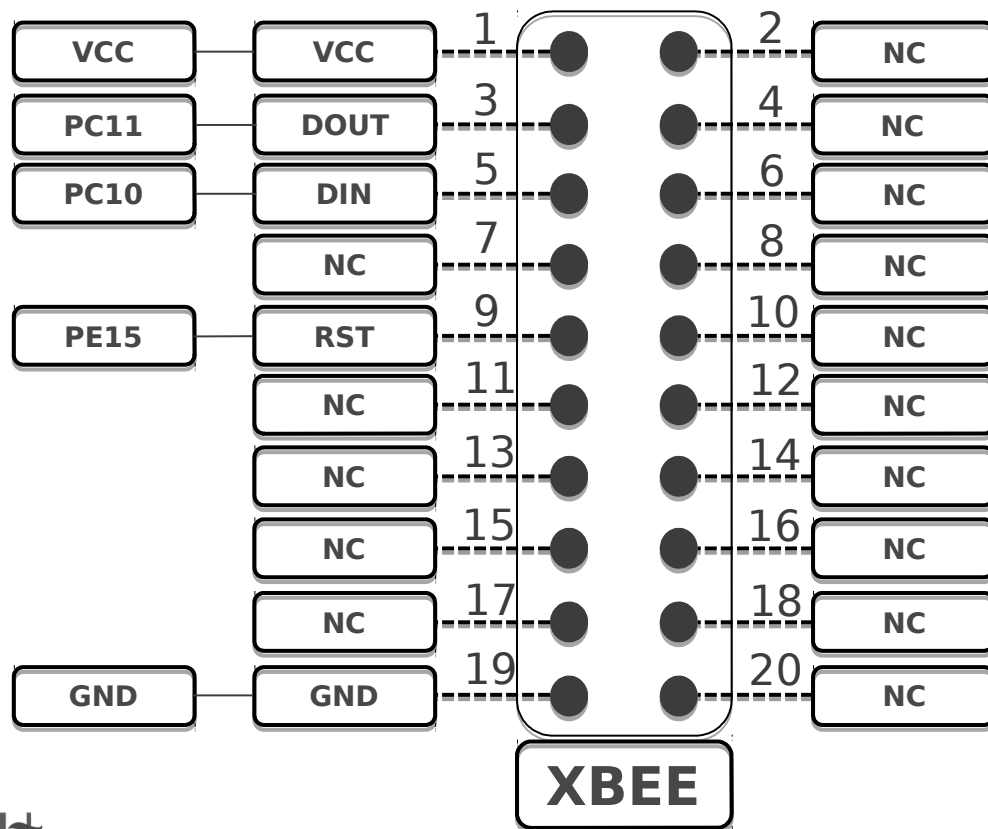 VCC VCC 1 2 NC
PC11 DOUT 3 4 NC
PC10 DIN 5 6 NC
NC 7 8 NC
PE15 RST 9 10 NC
NC 11 12 NC
NC 13 14 NC
NC 15 16 NC
NC 17 18 NC
GND GND 19 20 NC
XBEE